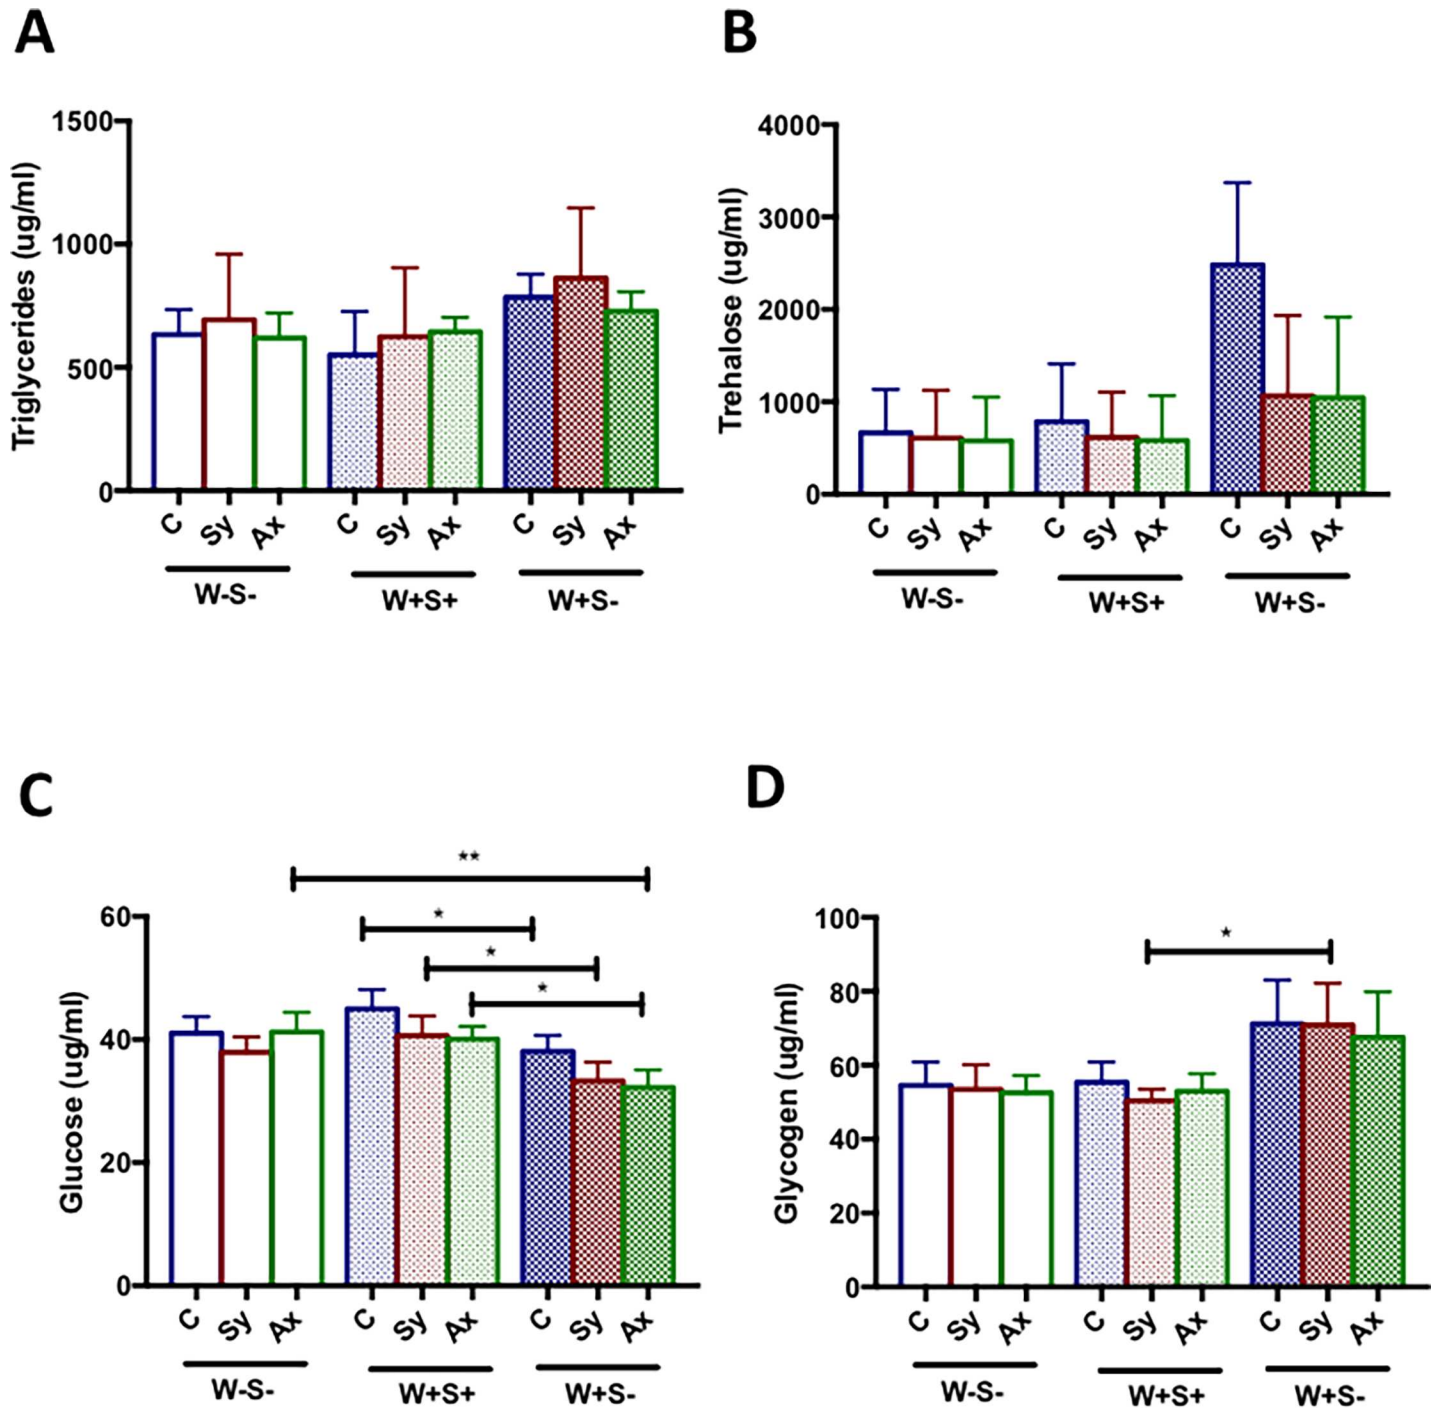 A
Triglycerides (ug/ml)
1500
1000
500
0
C Sy Ax C Sy Ax C Sy Ax
W-S- W+S+ W+S-
B
Trehalose (ug/ml)
4000
3000
2000
1000
0
C Sy Ax C Sy Ax C Sy Ax
W-S- W+S+ W+S-
C
Glucose (ug/ml)
**
*
*
*
60
40
20
0
C Sy Ax C Sy Ax C Sy Ax
W-S- W+S+ W+S-
D
Glycogen (ug/ml)
*
100
80
60
40
20
0
C Sy Ax C Sy Ax C Sy Ax
W-S- W+S+ W+S-